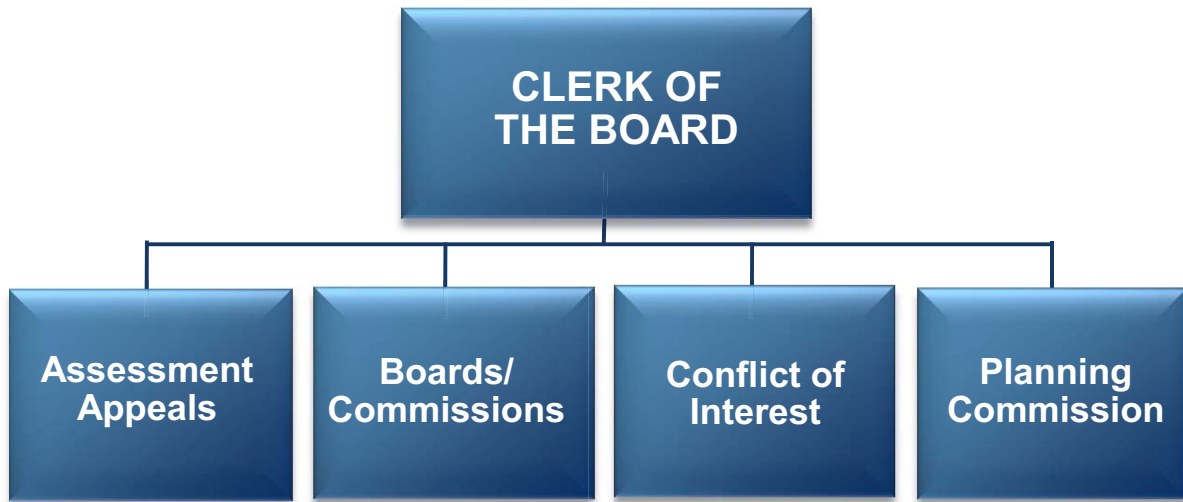 CLERK OF
THE BOARD
Assessment
Appeals
Boards/
Commissions
Conflict of
Interest
Planning
Commission